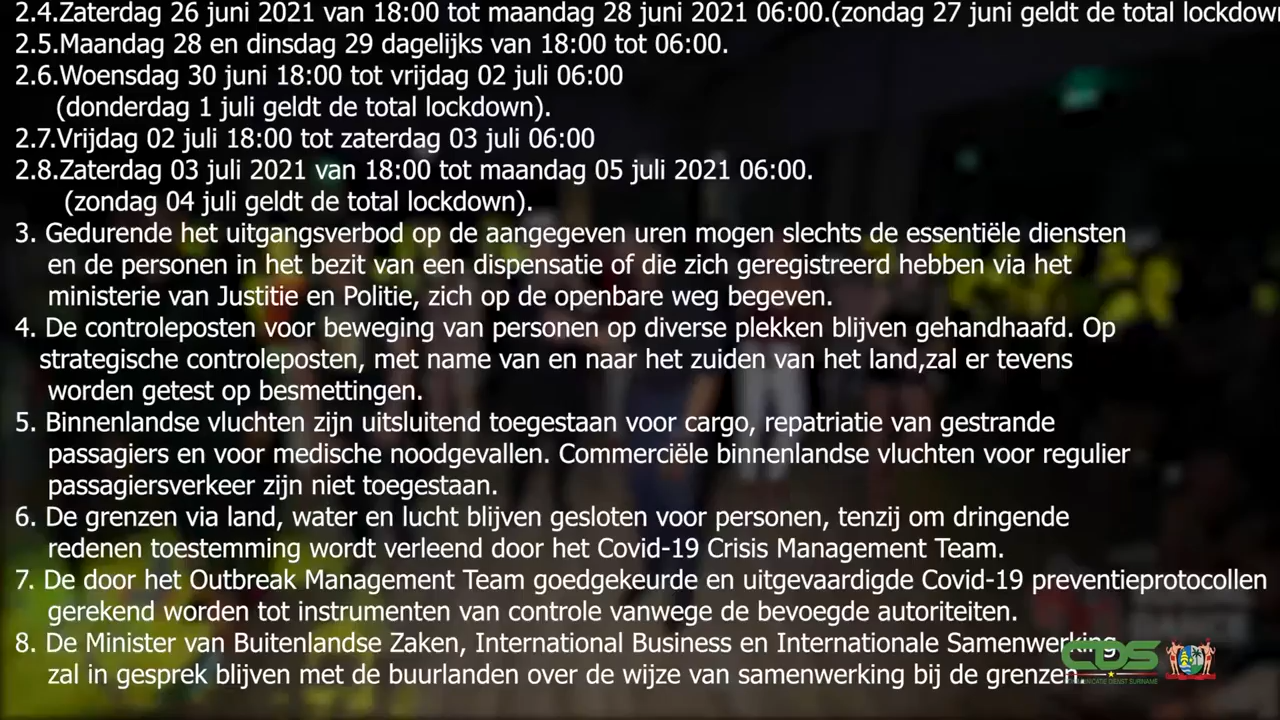 2.4.Zaterdag 26 juni 2021 van 18:00 tot maandag 28 juni 2021 06:00.(zondag 27 juni geldt de total lockdown
2.5.Maandag 28 en dinsdag 29 dagelijks van 18:00 tot 06:00.
2.6.Woensdag 30 juni 18:00 tot vrijdag 02 juli 06:00
(donderdag 1 juli geldt de total lockdown).
2.7.Vrijdag 02 juli 18:00 tot zaterdag 03 juli 06:00
2.8.Zaterdag 03 juli 2021 van 18:00 tot maandag 05 juli 2021 06:00.
(zondag 04 juli geldt de total lockdown).
3. Gedurende het uitgangsverbod op de aangegeven uren mogen slechts de essentiële diensten
en de personen in het bezit van een dispensatie of die zich geregistreerd hebben via het
ministerie van Justitie en Politie, zich op de openbare weg begeven.
4. De controleposten voor beweging van personen op diverse plekken blijven gehandhaafd. Op
strategische controleposten, met name van en naar het zuiden van het land,zal er tevens
worden getest op besmettingen.
5. Binnenlandse vluchten zijn uitsluitend toegestaan voor cargo, repatriatie van gestrande
passagiers en voor medische noodgevallen. Commerciële binnenlandse vluchten voor regulier
passagiersverkeer zijn niet toegestaan.
6. De grenzen via land, water en lucht blijven gesloten voor personen, tenzij om dringende
redenen toestemming wordt verleend door het Covid-19 Crisis Management Team.
7. De door het Outbreak Management Team goedgekeurde en uitgevaardigde Covid-19 preventieprotocollen
gerekend worden tot instrumenten van controle vanwege de bevoegde autoriteiten.
8. De Minister van Buitenlandse Zaken, International Business en Internationale Samenwerking
zal in gesprek blijven met de buurlanden over de wijze van samenwerking bij de grenzen.
CDS